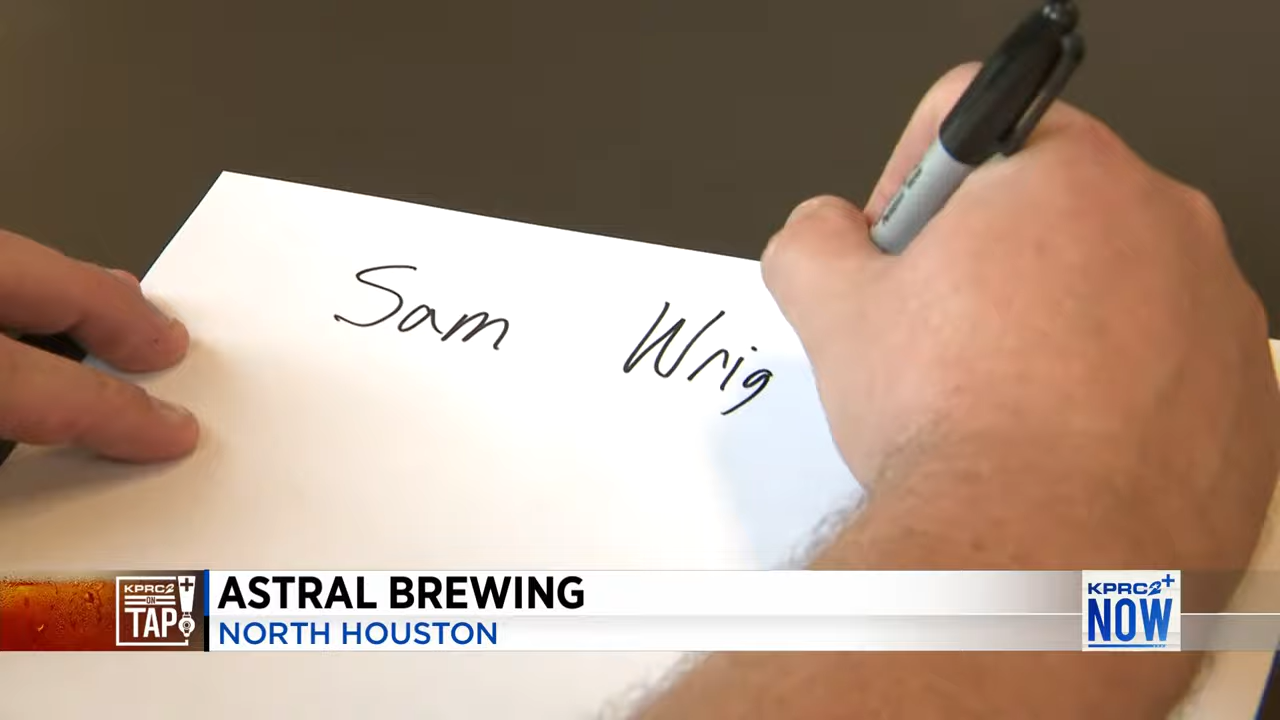 Sam Wrig
KPRC2
ON
TAP
ASTRAL BREWING
NORTH HOUSTON
KPRC2+
NOW